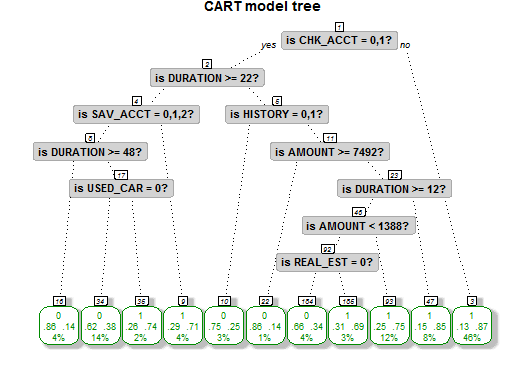 CART model tree
1
is CHK_ACCT = 0,1?
yes
no
2
is DURATION >= 22?
4
is SAV_ACCT = 0,1,2?
5
is HISTORY = 0,1?
8
is DURATION >= 48?
11
is AMOUNT >= 7492?
17
is USED_CAR = 0?
23
is DURATION >= 12?
46
is AMOUNT < 1388?
92
is REAL_EST = 0?
16 34 35 9 10 22 184 185 93 47 3
0 0 1 1 0 0 0 1 1 1 1
.86 .14 .62 .38 .26 .74 .29 .71 .75 .25 .86 .14 .66 .34 .31 .69 .25 .75 .15 .85 .13 .87
4% 14% 2% 4% 3% 1% 4% 3% 12% 8% 46%